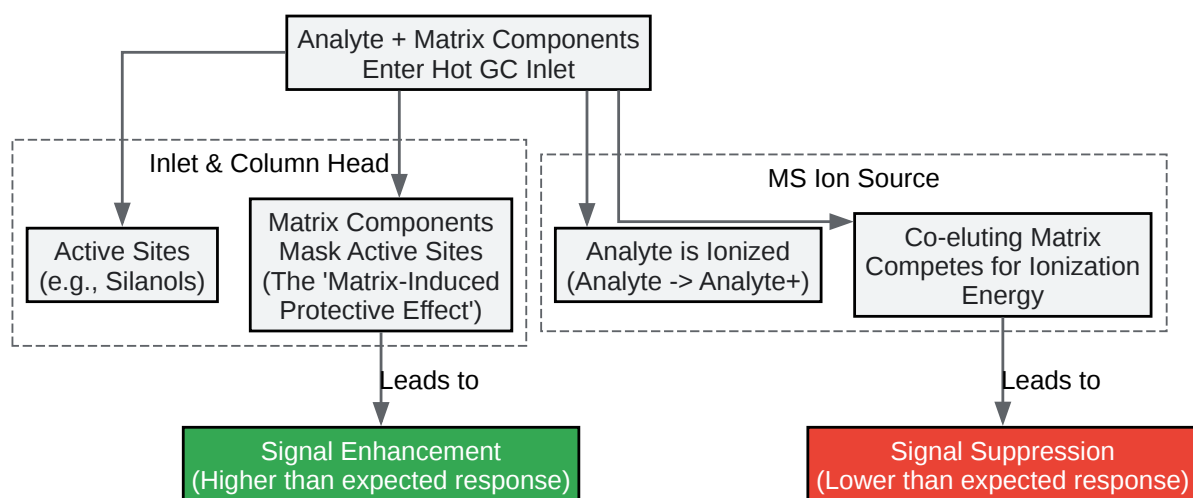 Analyte + Matrix Components
Enter Hot GC Inlet
Inlet & Column Head
MS Ion Source
Active Sites
(e.g., Silanols)
Matrix Components
Mask Active Sites
(The 'Matrix-Induced
Protective Effect')
Analyte is Ionized
(Analyte -> Analyte+)
Co-eluting Matrix
Competes for Ionization
Energy
Leads to
Leads to
Signal Enhancement
(Higher than expected response)
Signal Suppression
(Lower than expected response)